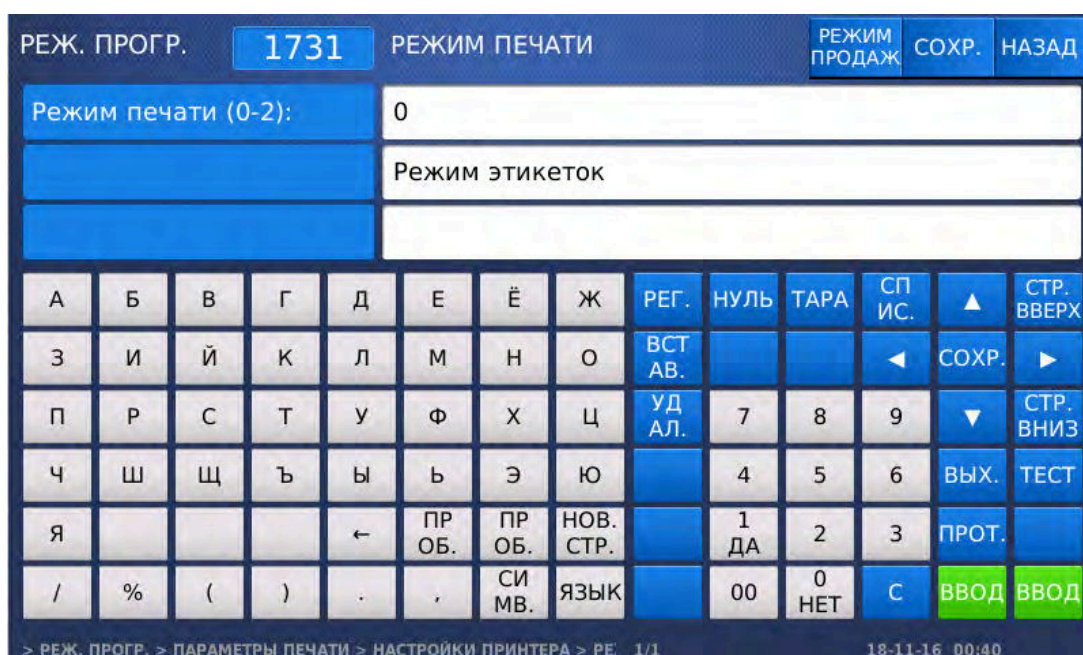 РЕЖ. ПРОГР. 1731 РЕЖИМ ПЕЧАТИ РЕЖИМ ПРОДАЖ СОХР. НАЗАД
Режим печати (0-2): 0
Режим этикеток
А Б В Г Д Е Ё Ж РЕГ. НУЛЬ ТАРА СП ИС. ▲ СТР. ВВЕРХ
З И Й К Л М Н О ВСТ АВ. ◀ СОХР. ▶
П Р С Т У Ф Х Ц УД АЛ. 7 8 9 ▼ СТР. ВНИЗ
Ч Ш Щ Ъ Ы Ь Э Ю 4 5 6 ВЫХ. ТЕСТ
Я ← ПР ОБ. ПР ОБ. НОВ. СТР. 1 ДА 2 3 ПРОТ.
/ % ( ) . , СИ МВ. ЯЗЫК 00 0 НЕТ С ВВОД ВВОД
> РЕЖ. ПРОГР. > ПАРАМЕТРЫ ПЕЧАТИ > НАСТРОЙКИ ПРИНТЕРА > РЕ 1/1 18-11-16 00:40